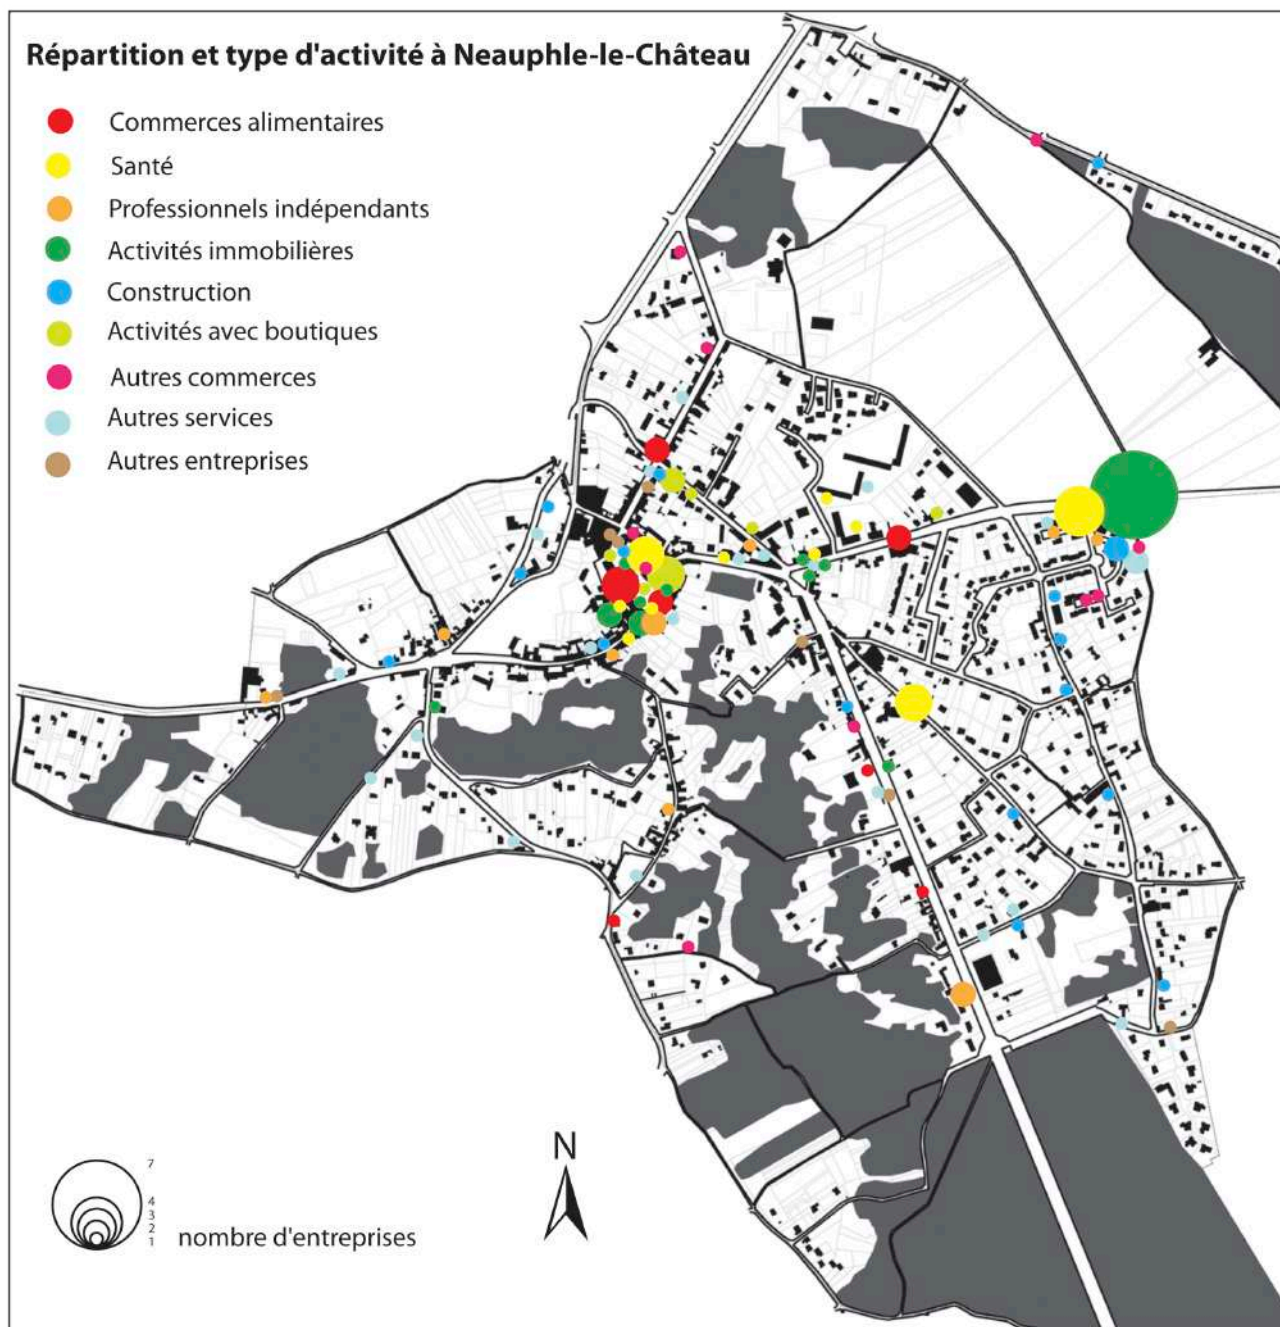 Répartition et type d'activité à Neauphle-le-Château
Commerces alimentaires
Santé
Professionnels indépendants
Activités immobilières
Construction
Activités avec boutiques
Autres commerces
Autres services
Autres entreprises
N
7
4
3
2
1
nombre d'entreprises